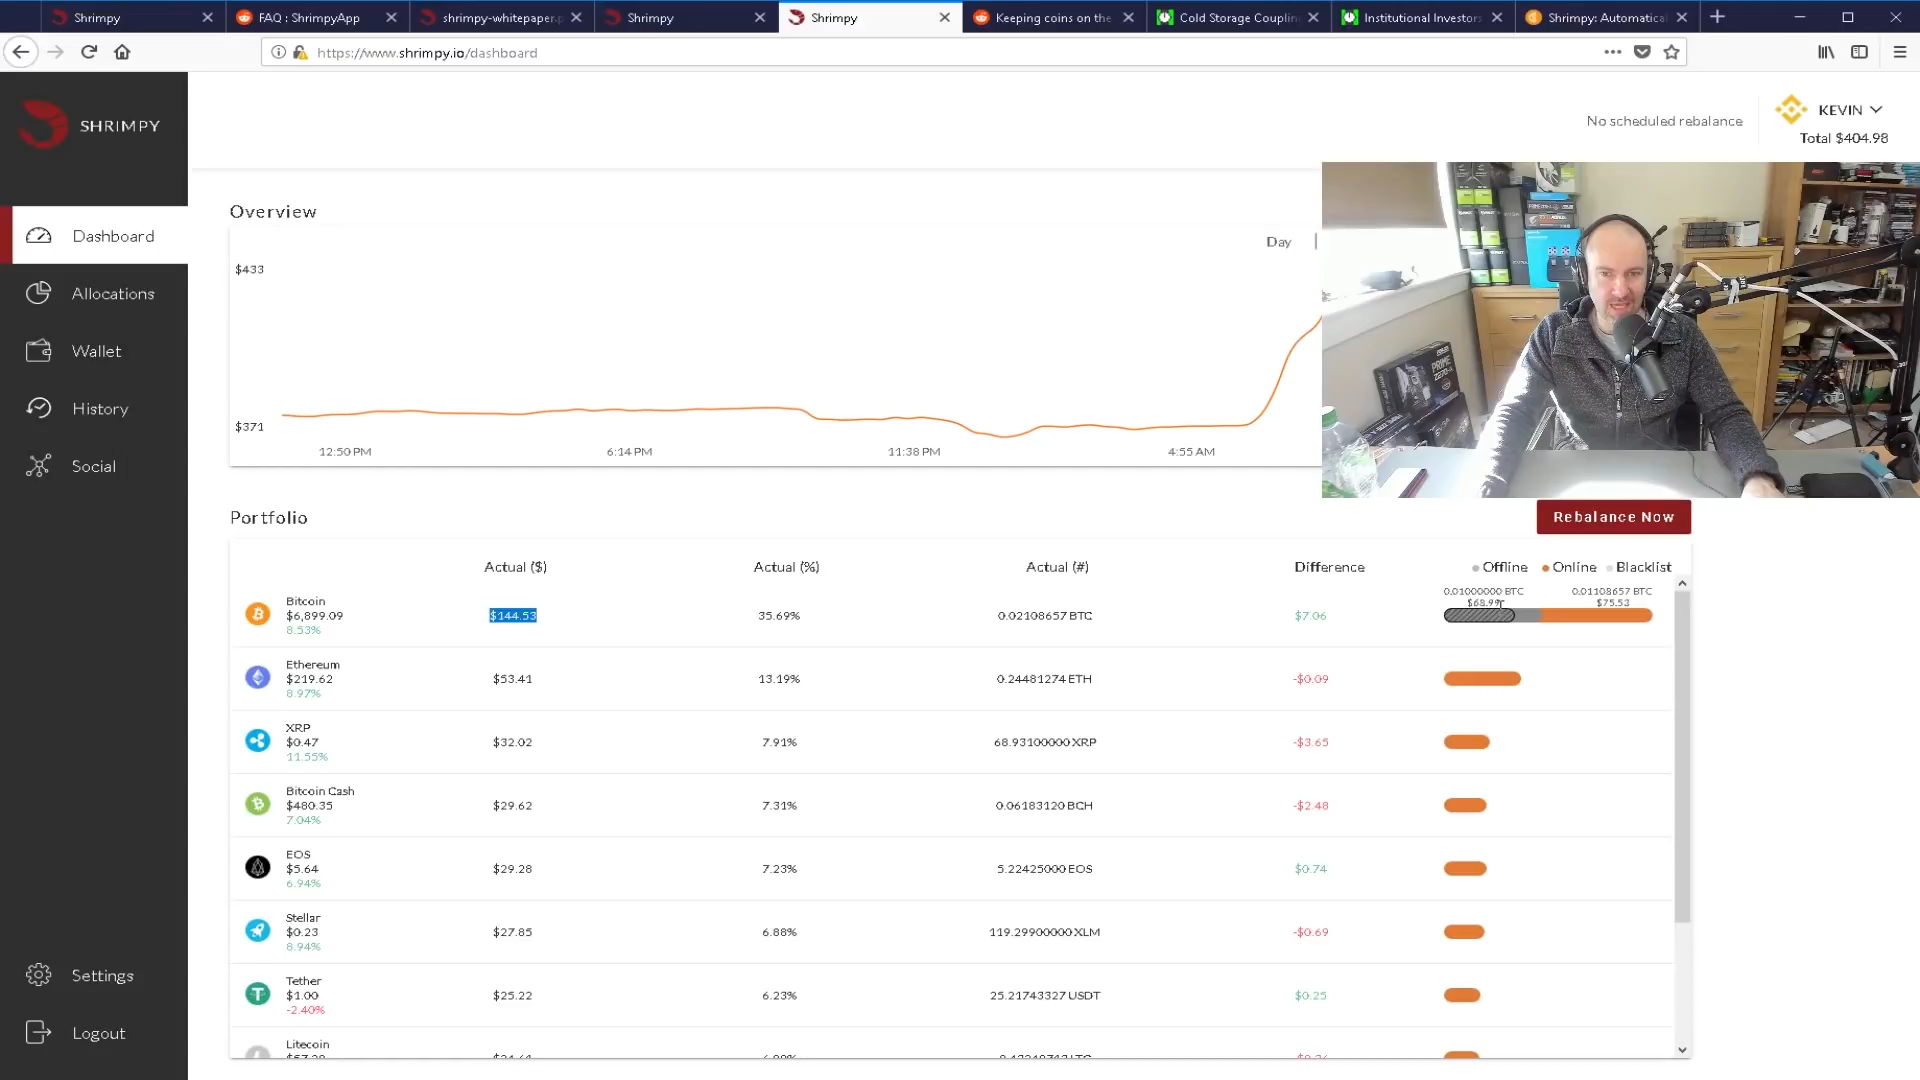 Shrimpy
FAQ : ShrimpyApp
shrimpy-whitepaper.p
Shrimpy
Shrimpy
Keeping coins on the
Cold Storage Couplin
Institutional Investors
Shrimpy: Automatica
https://www.shrimpy.io/dashboard
SHRIMPY
No scheduled rebalance
KEVIN
Total $404.98
Dashboard
Allocations
Wallet
History
Social
Settings
Logout
Overview
Day
$433
$371
12:50 PM
6:14 PM
11:38 PM
4:55 AM
Portfolio
Rebalance Now
Actual ($) Actual (%) Actual (#) Difference Offline Online Blacklist
Bitcoin
$6,899.09
8.53%
$144.53 35.69% 0.02108657 BTC $7.06
0.01000000 BTC 0.01108657 BTC
$68.99 $75.53
Ethereum
$219.62
8.97%
$53.41 13.19% 0.24481274 ETH -$0.09
XRP
$0.47
11.55%
$32.02 7.91% 68.93100000 XRP -$3.65
Bitcoin Cash
$480.35
7.04%
$29.62 7.31% 0.06183120 BCH -$2.48
EOS
$5.64
6.94%
$29.28 7.23% 5.22425000 EOS $0.74
Stellar
$0.23
8.94%
$27.85 6.88% 119.29900000 XLM -$0.69
Tether
$1.00
-2.40%
$25.22 6.23% 25.21743327 USDT $0.25
Litecoin